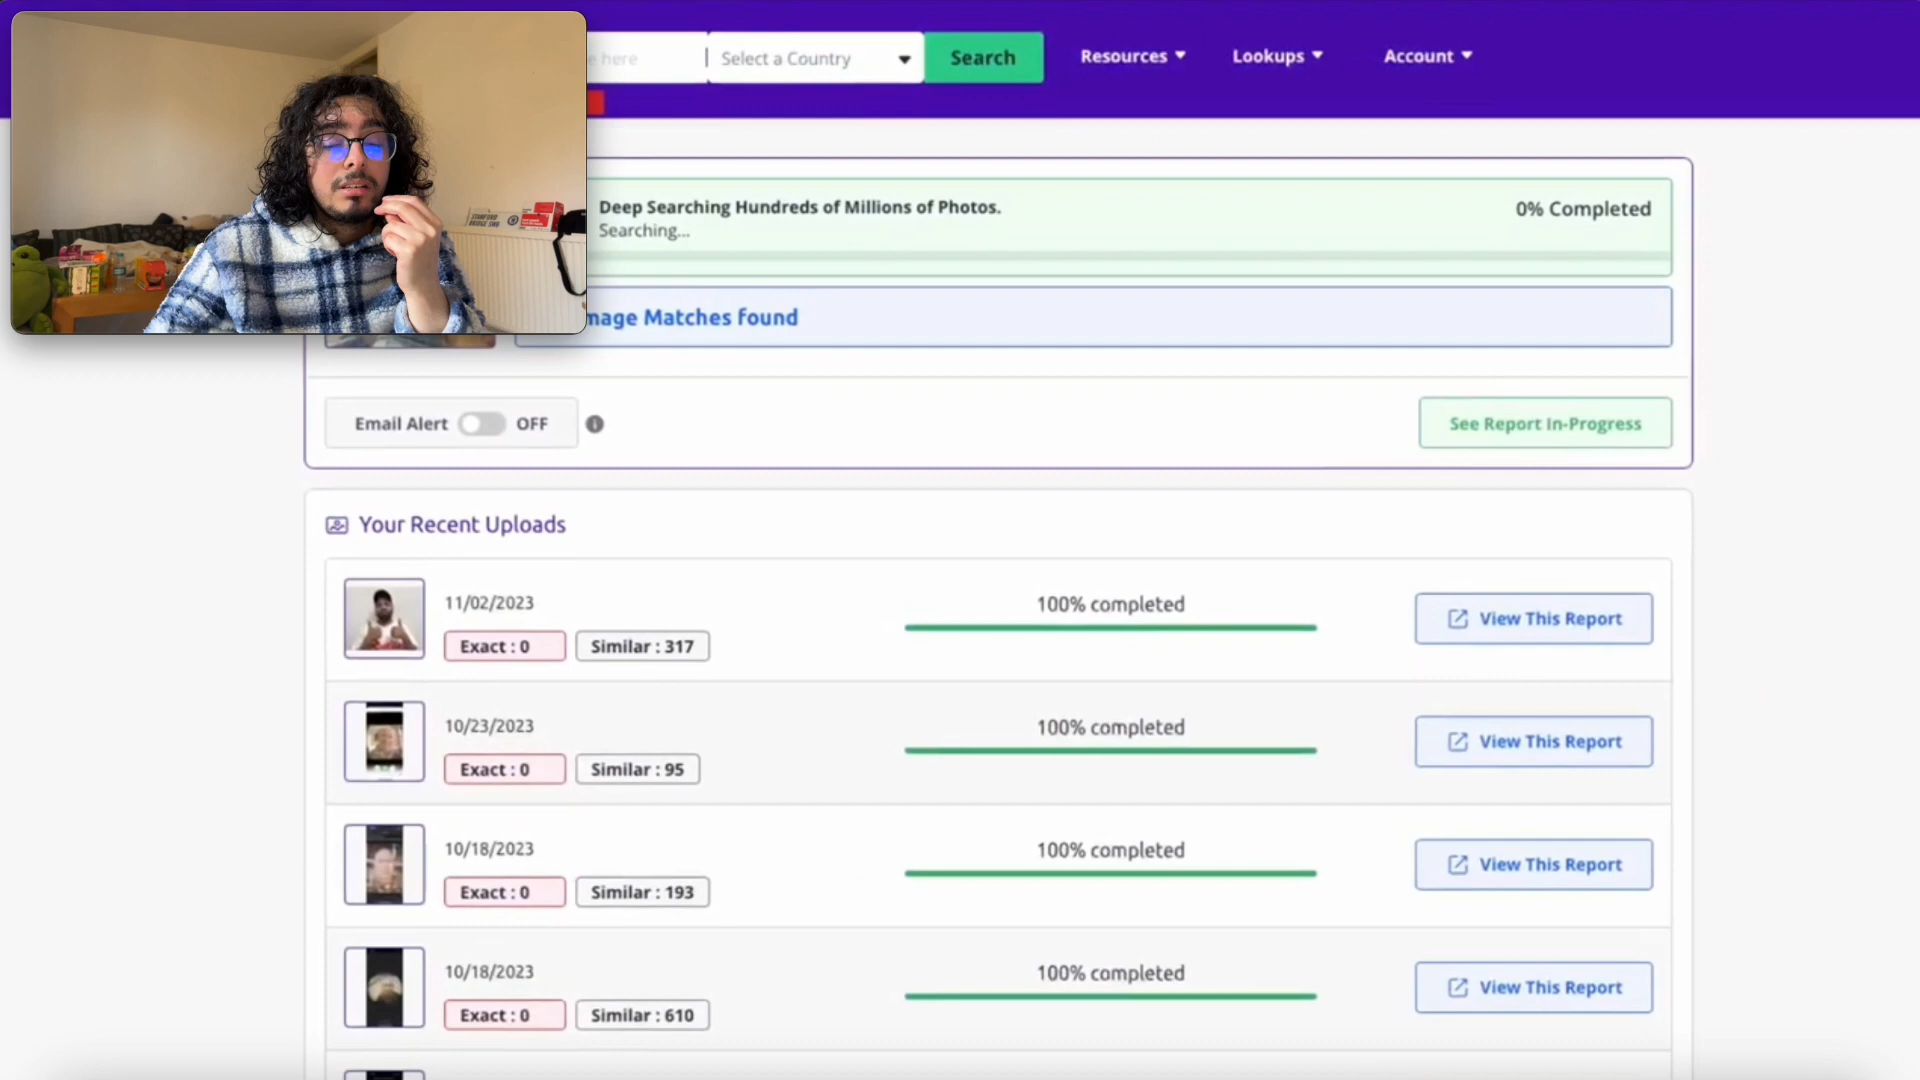 e here
Select a Country
Search
Resources
Lookups
Account
STAMFORD
BRIDGE SW6
Deep Searching Hundreds of Millions of Photos.
0% Completed
Searching...
mage Matches found
Email Alert OFF
See Report In-Progress
Your Recent Uploads
11/02/2023
100% completed
Exact : 0 Similar : 317
View This Report
10/23/2023
100% completed
Exact : 0 Similar : 95
View This Report
10/18/2023
100% completed
Exact : 0 Similar : 193
View This Report
10/18/2023
100% completed
Exact : 0 Similar : 610
View This Report